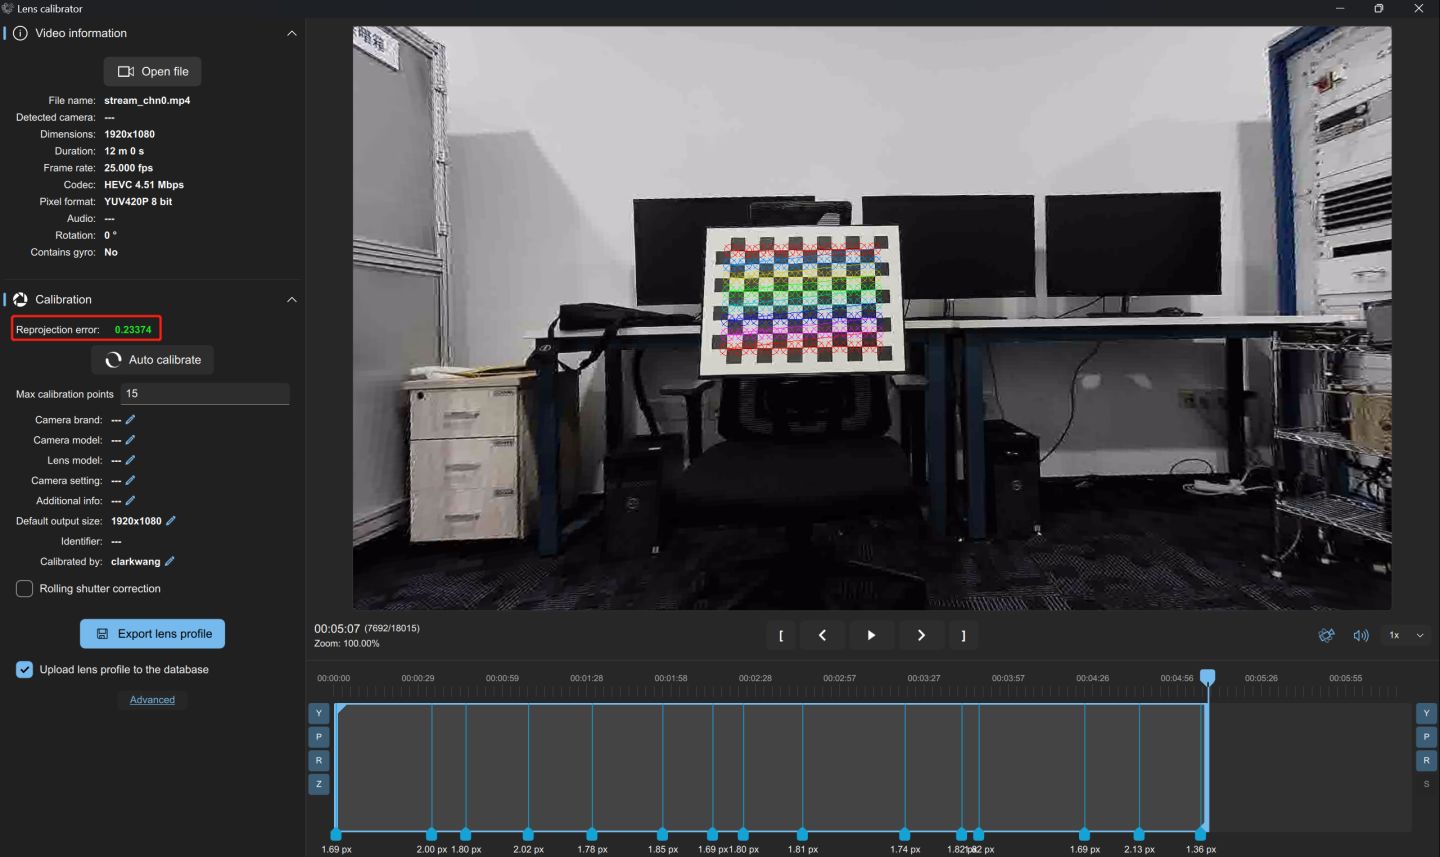 Lens calibrator
Video information
Open file
File name: stream_chn0.mp4
Detected camera: ---
Dimensions: 1920x1080
Duration: 12 m 0 s
Frame rate: 25.000 fps
Codec: HEVC 4.51 Mbps
Pixel format: YUV420P 8 bit
Audio: ---
Rotation: 0 °
Contains gyro: No
Calibration
Reprojection error: 0.23374
Auto calibrate
Max calibration points 15
Camera brand: ---
Camera model: ---
Lens model: ---
Camera setting: ---
Additional info: ---
Default output size: 1920x1080
Identifier: ---
Calibrated by: clarkwang
Rolling shutter correction
Export lens profile
Upload lens profile to the database
Advanced
暗箱
00:05:07 (7692/18015)
Zoom: 100.00%
[ ]
1x
00:00:00 00:00:29 00:00:59 00:01:28 00:01:58 00:02:28 00:02:57 00:03:27 00:03:57 00:04:26 00:04:56 00:05:26 00:05:55
Y Y
P P
R R
Z S
1.69 px 2.00 px 1.80 px 2.02 px 1.78 px 1.85 px 1.69 px 1.80 px 1.81 px 1.74 px 1.69 px 2.13 px 1.36 px